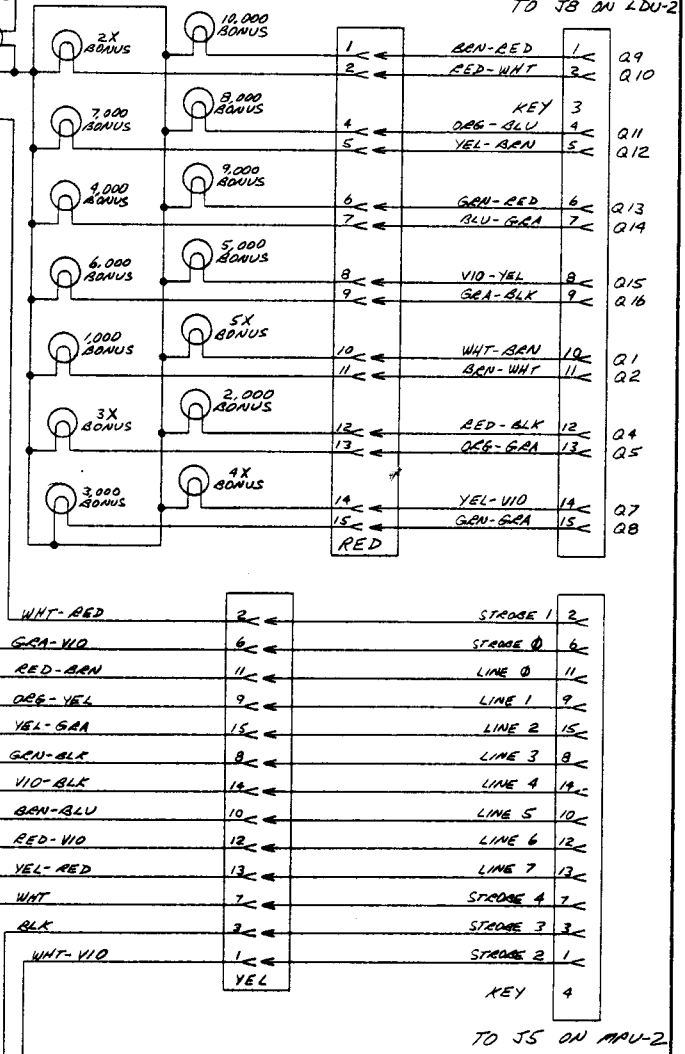 TO J8 ON LDU-2
2X BONUS
10,000 BONUS
1 BRN-RED 1 Q9
2 RED-WHT 2 Q10
KEY 3
7,000 BONUS
8,000 BONUS
4 ORG-BLU 4 Q11
5 YEL-BRN 5 Q12
4,000 BONUS
9,000 BONUS
6 GRN-RED 6 Q13
7 BLU-GRA 7 Q14
6,000 BONUS
5,000 BONUS
8 VIO-YEL 8 Q15
9 GRA-BLK 9 Q16
1,000 BONUS
5X BONUS
10 WHT-BRN 10 Q1
11 BRN-WHT 11 Q2
3X BONUS
2,000 BONUS
12 RED-BLK 12 Q4
13 ORG-GRA 13 Q5
3,000 BONUS
4X BONUS
14 YEL-VIO 14 Q7
15 GRN-GRA 15 Q8
RED
WHT-RED 2 STROBE 1 2
GRA-VIO 6 STROBE Ø 6
RED-BRN 11 LINE Ø 11
ORG-YEL 9 LINE 1 9
YEL-GRA 15 LINE 2 15
GRN-BLK 8 LINE 3 8
VIO-BLK 14 LINE 4 14
BRN-BLU 10 LINE 5 10
RED-VIO 12 LINE 6 12
YEL-RED 13 LINE 7 13
WHT 7 STROBE 4 7
BLK 3 STROBE 3 3
WHT-VIO 1 STROBE 2 1
YEL
KEY 4
TO J5 ON MPU-2